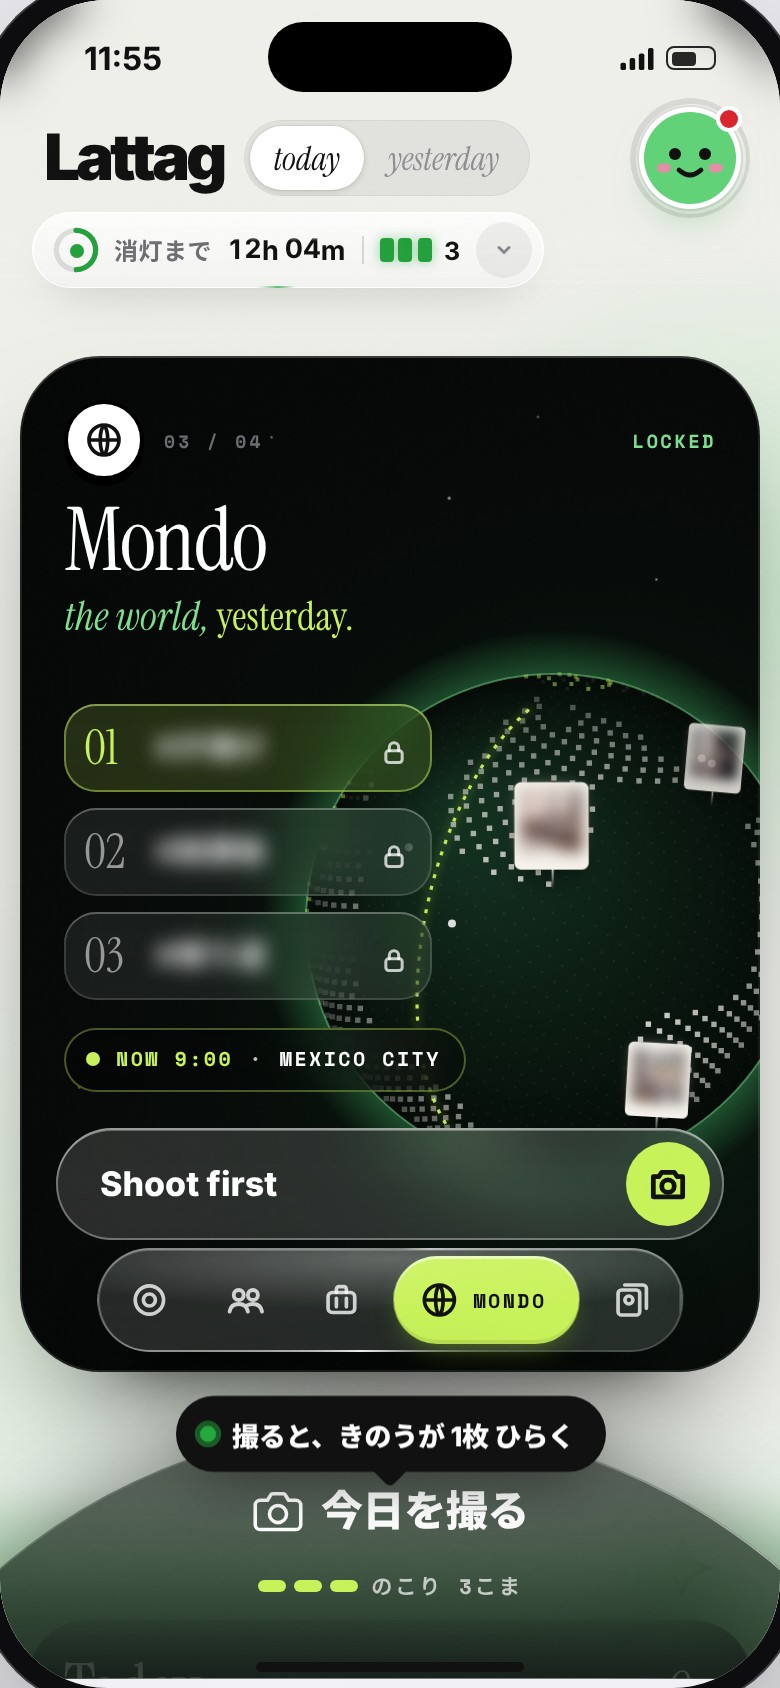 11:55
Lattag today yesterday
消灯まで 12h 04m 3
03 / 04
LOCKED
Mondo
the world, yesterday.
01
02
03
NOW 9:00 · MEXICO CITY
Shoot first
MONDO
撮ると、きのうが 1枚 ひらく
今日を撮る
のこり 3こま